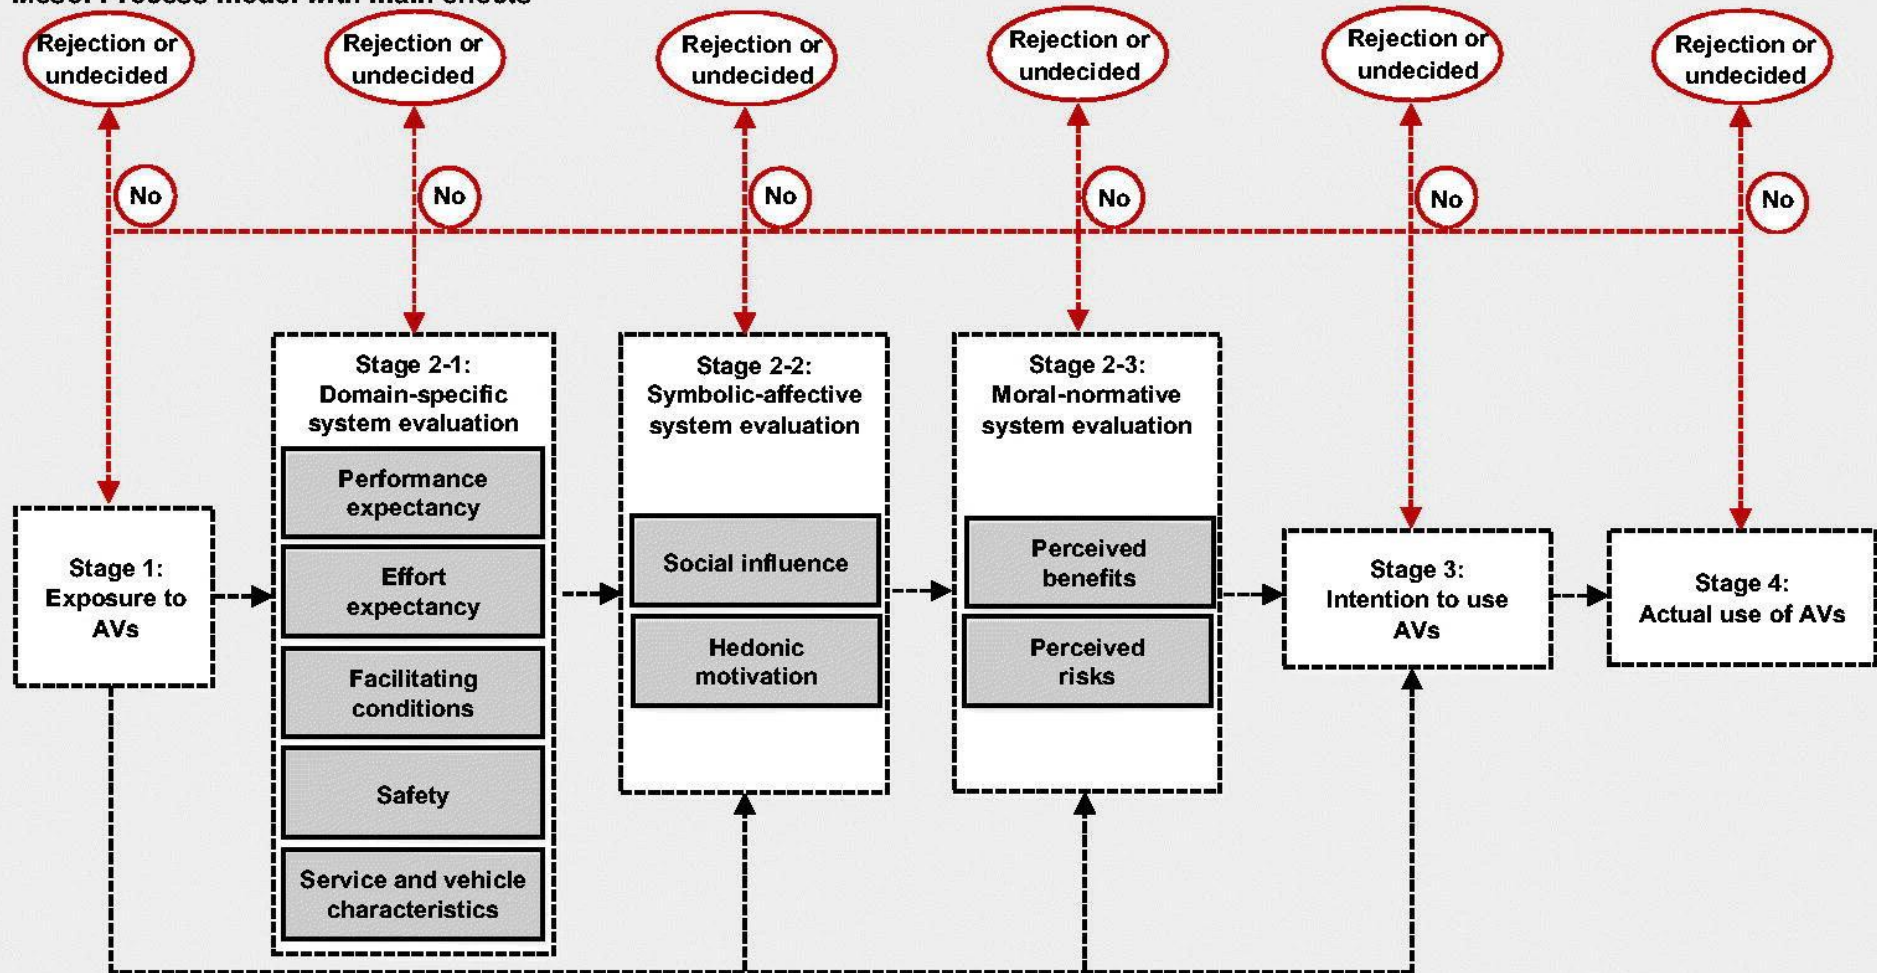 Rejection or
undecided
Rejection or
undecided
Rejection or
undecided
Rejection or
undecided
Rejection or
undecided
Rejection or
undecided
No
No
No
No
No
No
Stage 1:
Exposure to
AVs
Stage 2-1:
Domain-specific
system evaluation
Performance
expectancy
Effort
expectancy
Facilitating
conditions
Safety
Service and vehicle
characteristics
Stage 2-2:
Symbolic-affective
system evaluation
Social influence
Hedonic
motivation
Stage 2-3:
Moral-normative
system evaluation
Perceived
benefits
Perceived
risks
Stage 3:
Intention to use
AVs
Stage 4:
Actual use of AVs